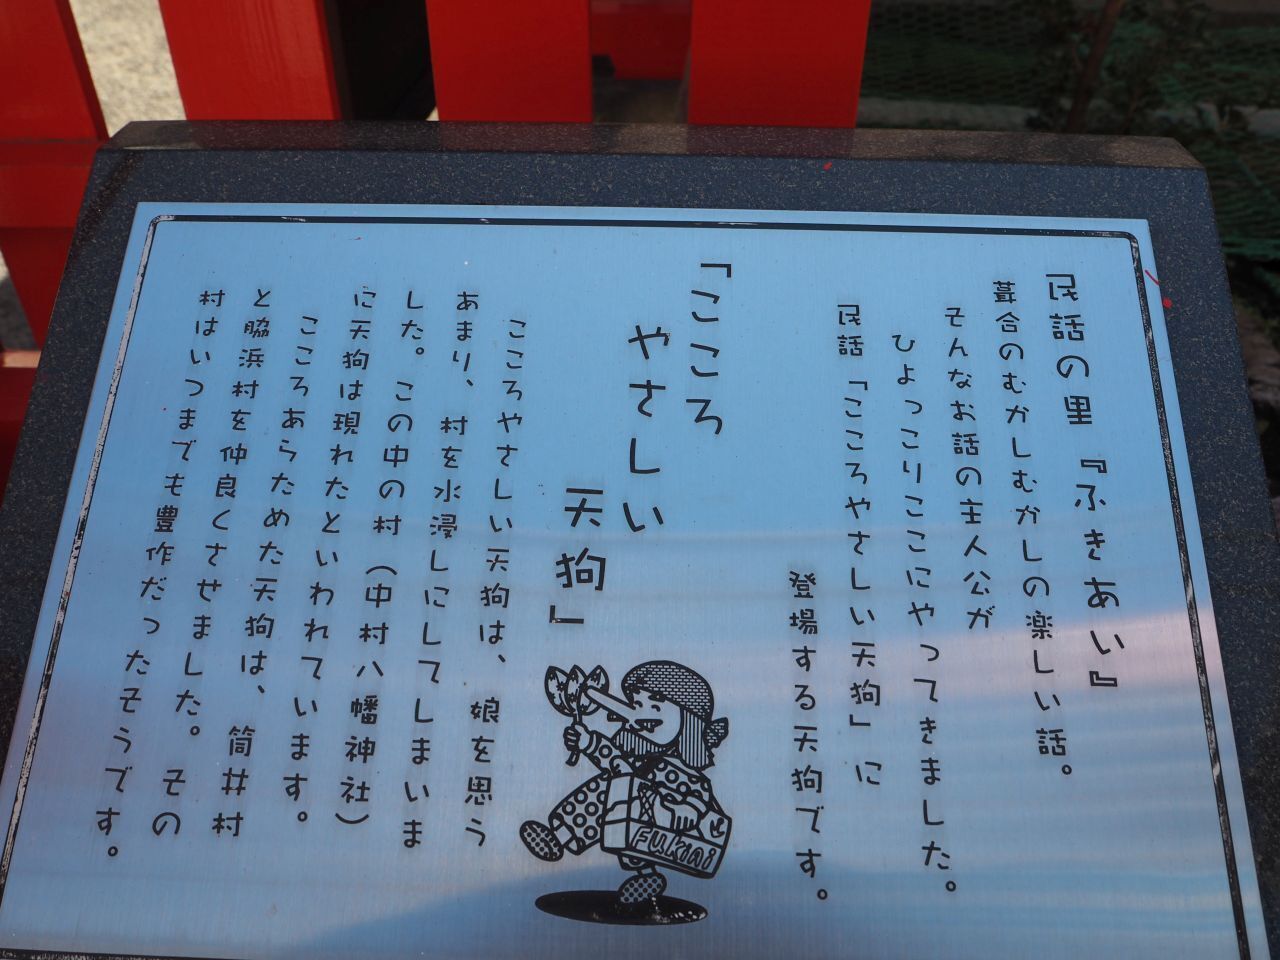 民話の里『ふきあい』
葺合のむかしむかしの楽しい話。
そんなお話の主人公が
ひょっこりここにやってきました。
民話「こころやさしい天狗」に
登場する天狗です。
「こころ
やさしい
天狗」
こころやさしい天狗は、娘を思う
あまり、村を水浸しにしてしまいま
した。この中の村（中村八幡神社）
に天狗は現れたといわれています。
こころあらためた天狗は、筒井村
と脇浜村を仲良くさせました。その
村はいつまでも豊作だったそうです。
FUKIAI